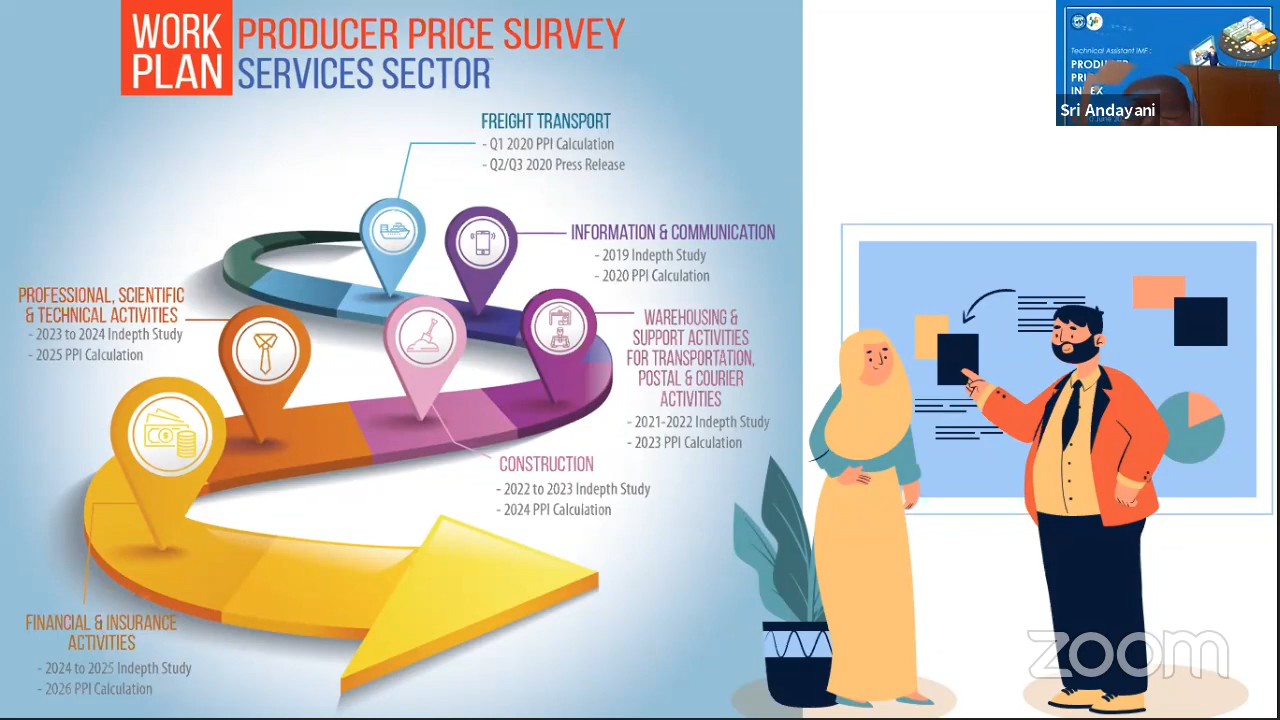 WORK
PLAN
PRODUCER PRICE SURVEY
SERVICES SECTOR
FREIGHT TRANSPORT
- Q1 2020 PPI Calculation
- Q2/Q3 2020 Press Release
INFORMATION & COMMUNICATION
- 2019 Indepth Study
- 2020 PPI Calculation
PROFESSIONAL, SCIENTIFIC
& TECHNICAL ACTIVITIES
- 2023 to 2024 Indepth Study
- 2025 PPI Calculation
WAREHOUSING &
SUPPORT ACTIVITIES
FOR TRANSPORTATION,
POSTAL & COURIER
ACTIVITIES
- 2021-2022 Indepth Study
- 2023 PPI Calculation
CONSTRUCTION
- 2022 to 2023 Indepth Study
- 2024 PPI Calculation
FINANCIAL & INSURANCE
ACTIVITIES
- 2024 to 2025 Indepth Study
- 2026 PPI Calculation
Technical Assistant IMF :
Sri Andayani
zoom